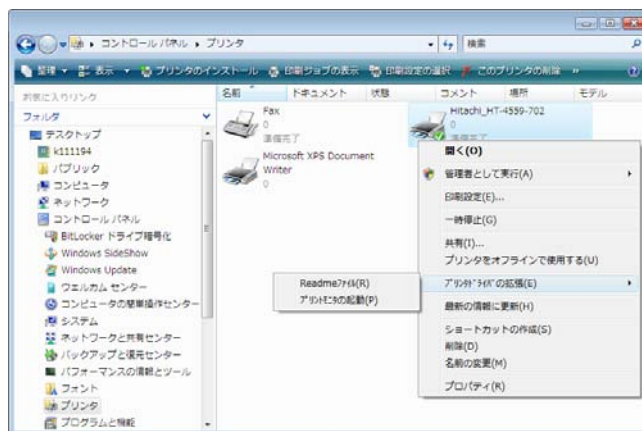 コントロール パネル ▸ プリンタ
検索
整理 表示 プリンタのインストール 印刷ジョブの表示 印刷設定の選択 このプリンタの削除 »
お気に入りリンク
フォルダ
デスクトップ
k111194
パブリック
コンピュータ
ネットワーク
コントロール パネル
BitLocker ドライブ暗号化
Windows SideShow
Windows Update
ウェルカム センター
コンピュータの簡単操作センター
システム
ネットワークと共有センター
バックアップと復元センター
パフォーマンスの情報とツール
フォント
プリンタ
プログラムと機能
名前 ドキュメント 状態 コメント 場所 モデル
Fax
0
準備完了
Hitachi_HT-4559-702
0
準備完了
Microsoft XPS Document
Writer
0
開く(O)
管理者として実行(A)
印刷設定(E)...
一時停止(G)
共有(I)...
プリンタをオフラインで使用する(U)
プリンタドライバの拡張(E)
最新の情報に更新(H)
ショートカットの作成(S)
削除(D)
名前の変更(M)
プロパティ(R)
Readmeファイル(R)
プリントモニタの起動(P)